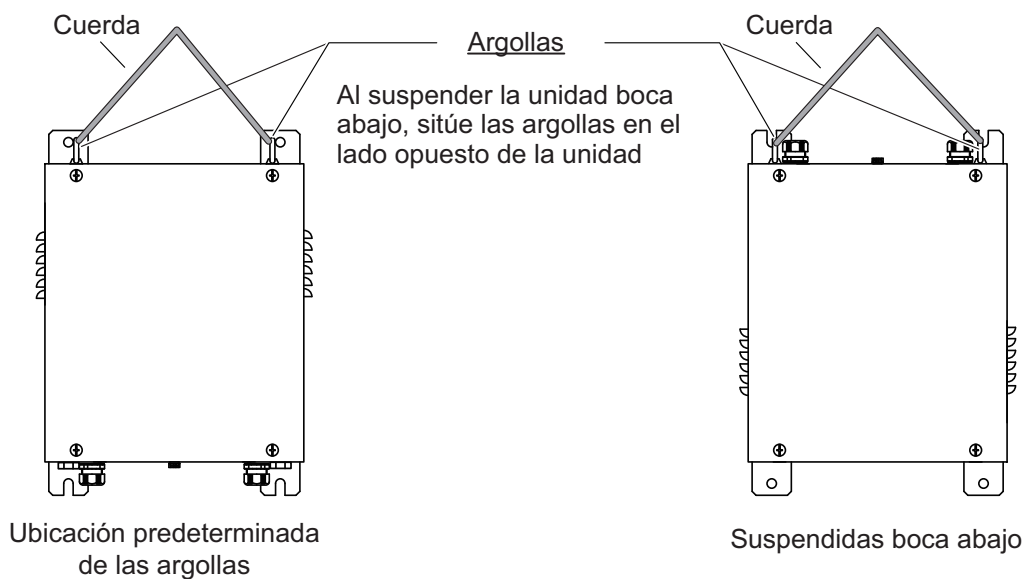 Cuerda
Argollas
Cuerda
Al suspender la unidad boca
abajo, sitúe las argollas en el
lado opuesto de la unidad
Ubicación predeterminada
de las argollas
Suspendidas boca abajo